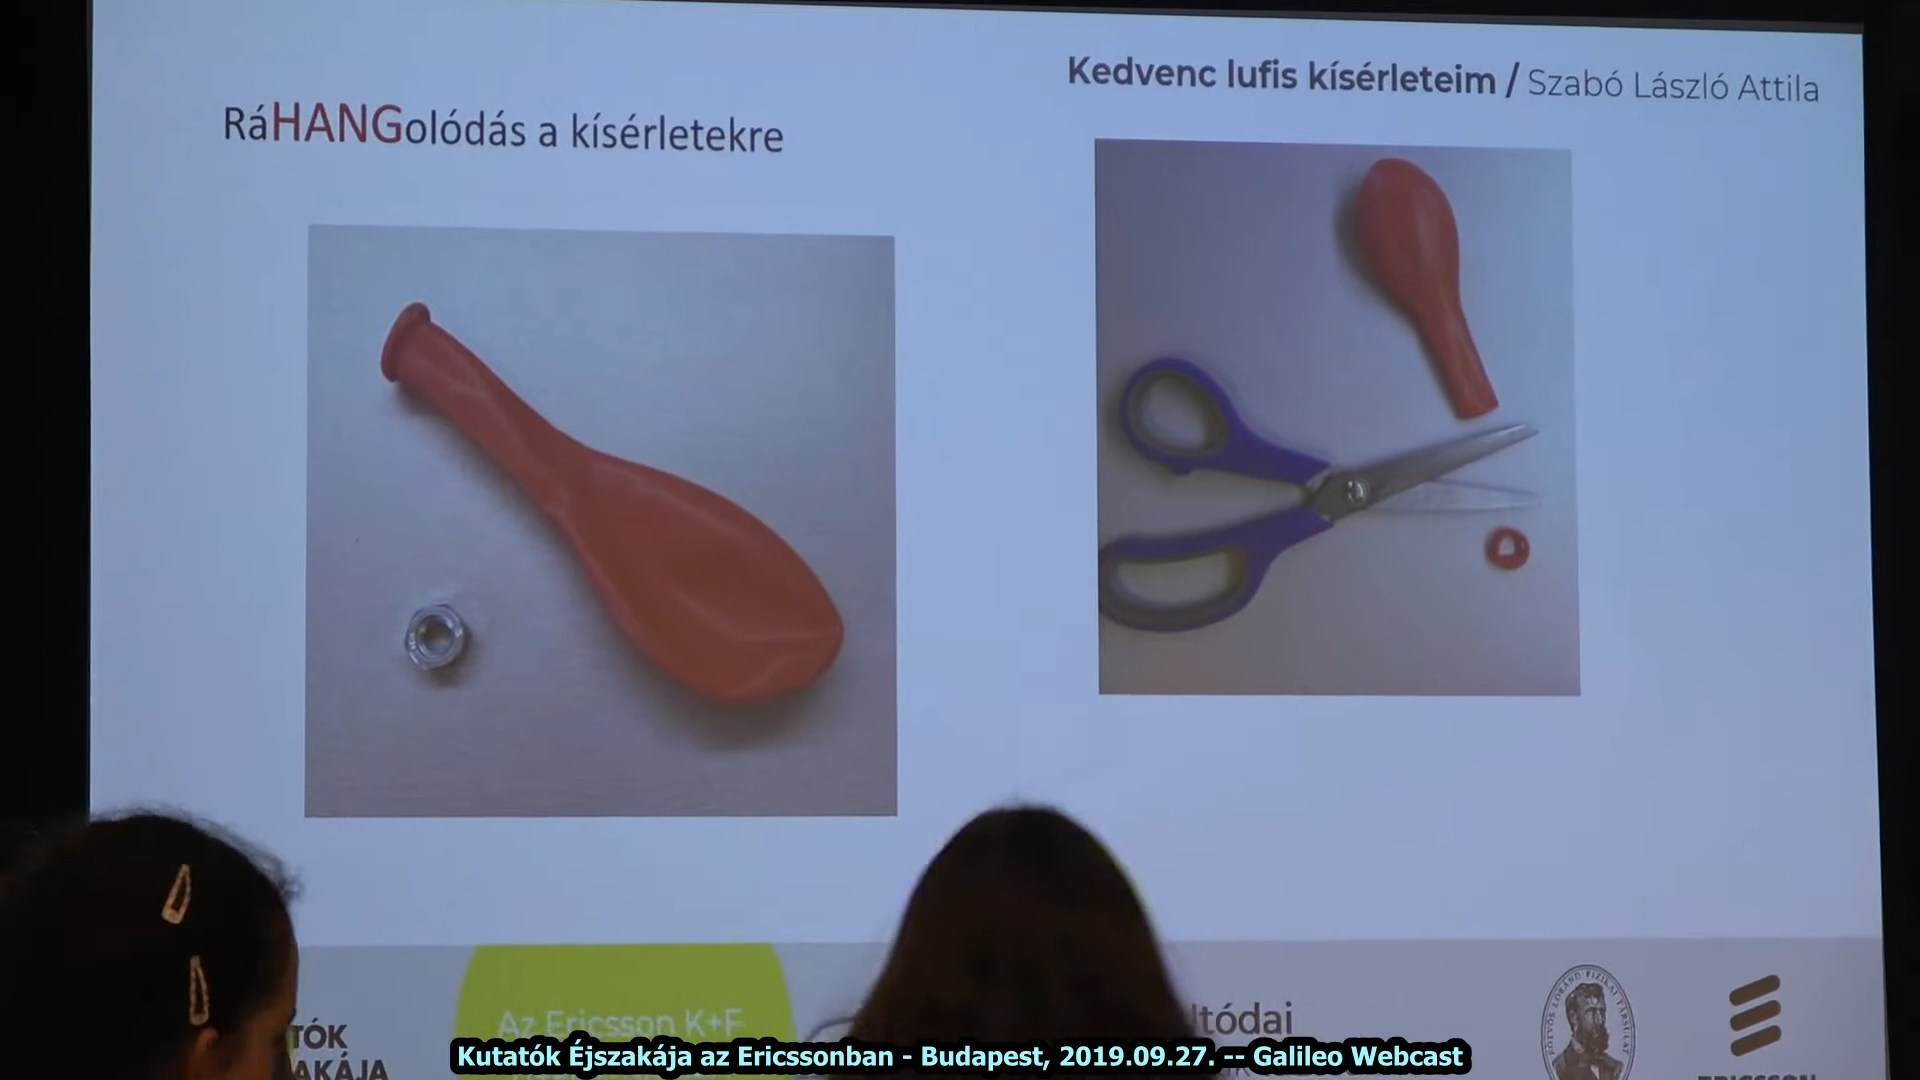 Kedvenc lufis kísérleteim / Szabó László Attila
RáHANGolódás a kísérletekre
TÓK
AKÁJA
Az Ericsson K+F
ltódai
ERICSSON
Kutatók Éjszakája az Ericssonban - Budapest, 2019.09.27. -- Galileo Webcast